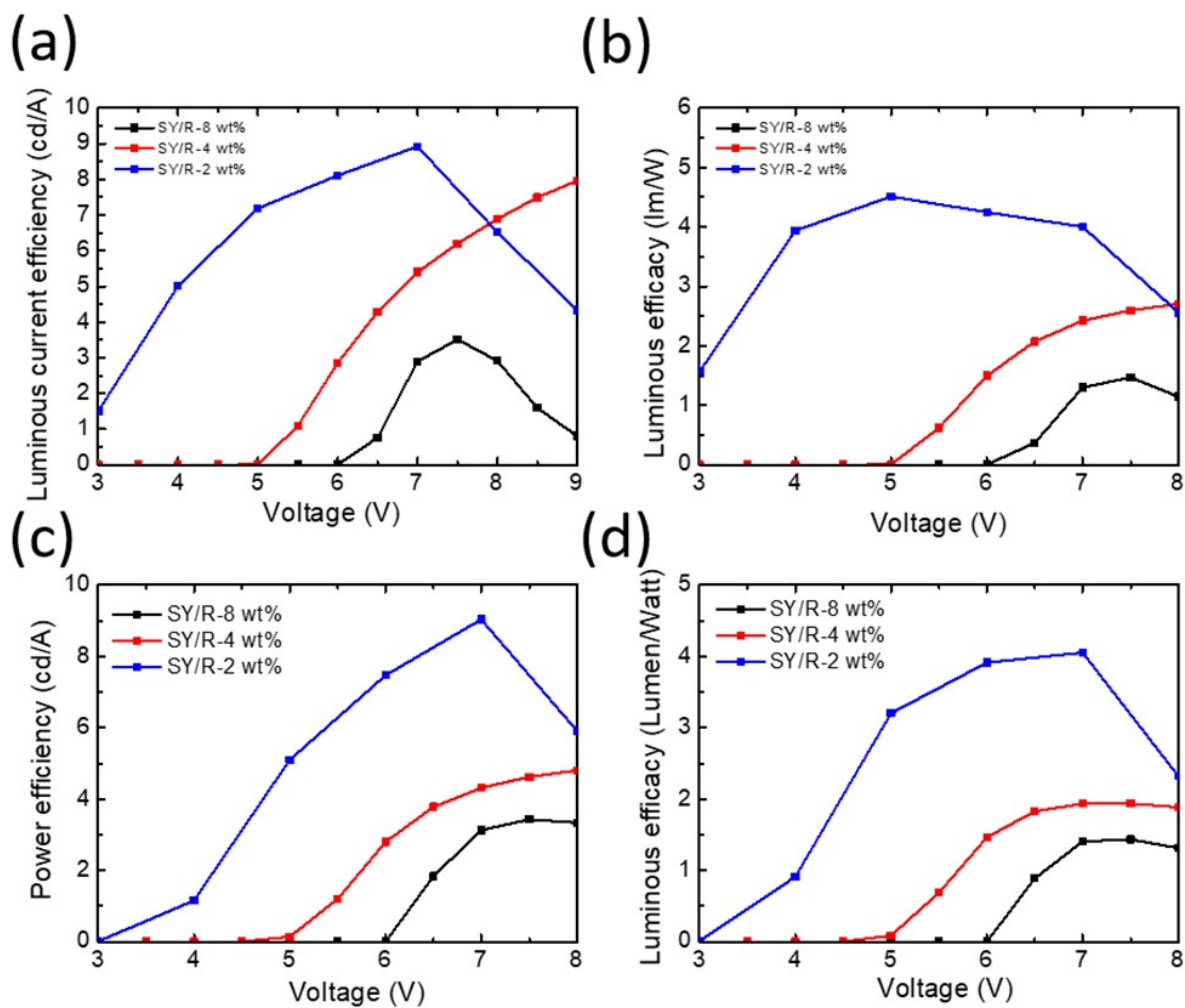 (a)
Luminous current efficiency (cd/A)
10
9
8
7
6
5
4
3
2
1
0
SY/R-8 wt%
SY/R-4 wt%
SY/R-2 wt%
3 4 5 6 7 8 9
Voltage (V)
(b)
Luminous efficacy (lm/W)
6
5
4
3
2
1
0
SY/R-8 wt%
SY/R-4 wt%
SY/R-2 wt%
3 4 5 6 7 8
Voltage (V)
(c)
Power efficiency (cd/A)
10
8
6
4
2
0
SY/R-8 wt%
SY/R-4 wt%
SY/R-2 wt%
3 4 5 6 7 8
Voltage (V)
(d)
Luminous efficacy (Lumen/Watt)
5
4
3
2
1
0
SY/R-8 wt%
SY/R-4 wt%
SY/R-2 wt%
3 4 5 6 7 8
Voltage (V)